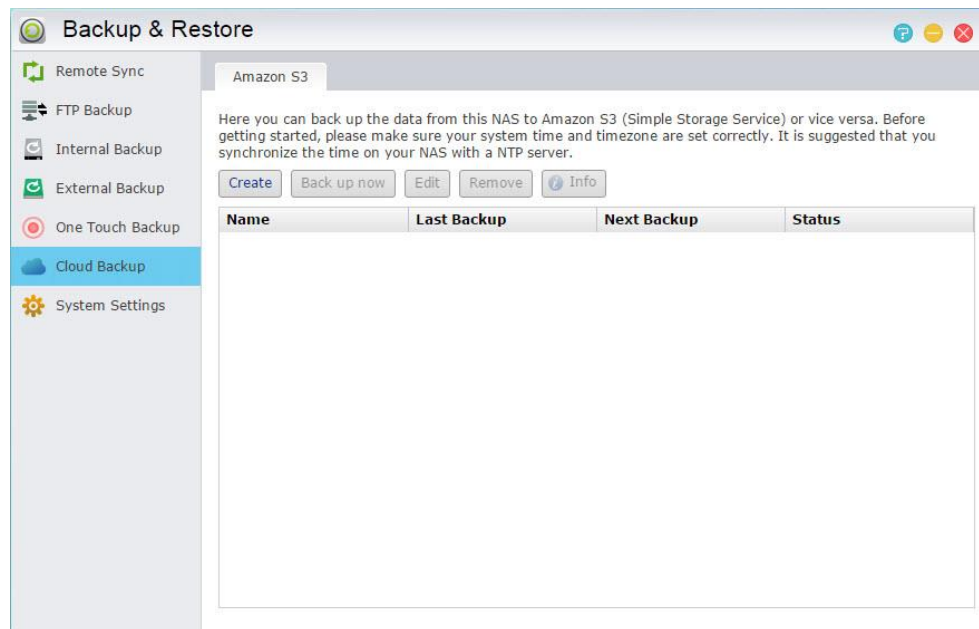 Backup & Restore
Remote Sync
FTP Backup
Internal Backup
External Backup
One Touch Backup
Cloud Backup
System Settings
Amazon S3
Here you can back up the data from this NAS to Amazon S3 (Simple Storage Service) or vice versa. Before
getting started, please make sure your system time and timezone are set correctly. It is suggested that you
synchronize the time on your NAS with a NTP server.
Create Back up now Edit Remove Info
Name Last Backup Next Backup Status